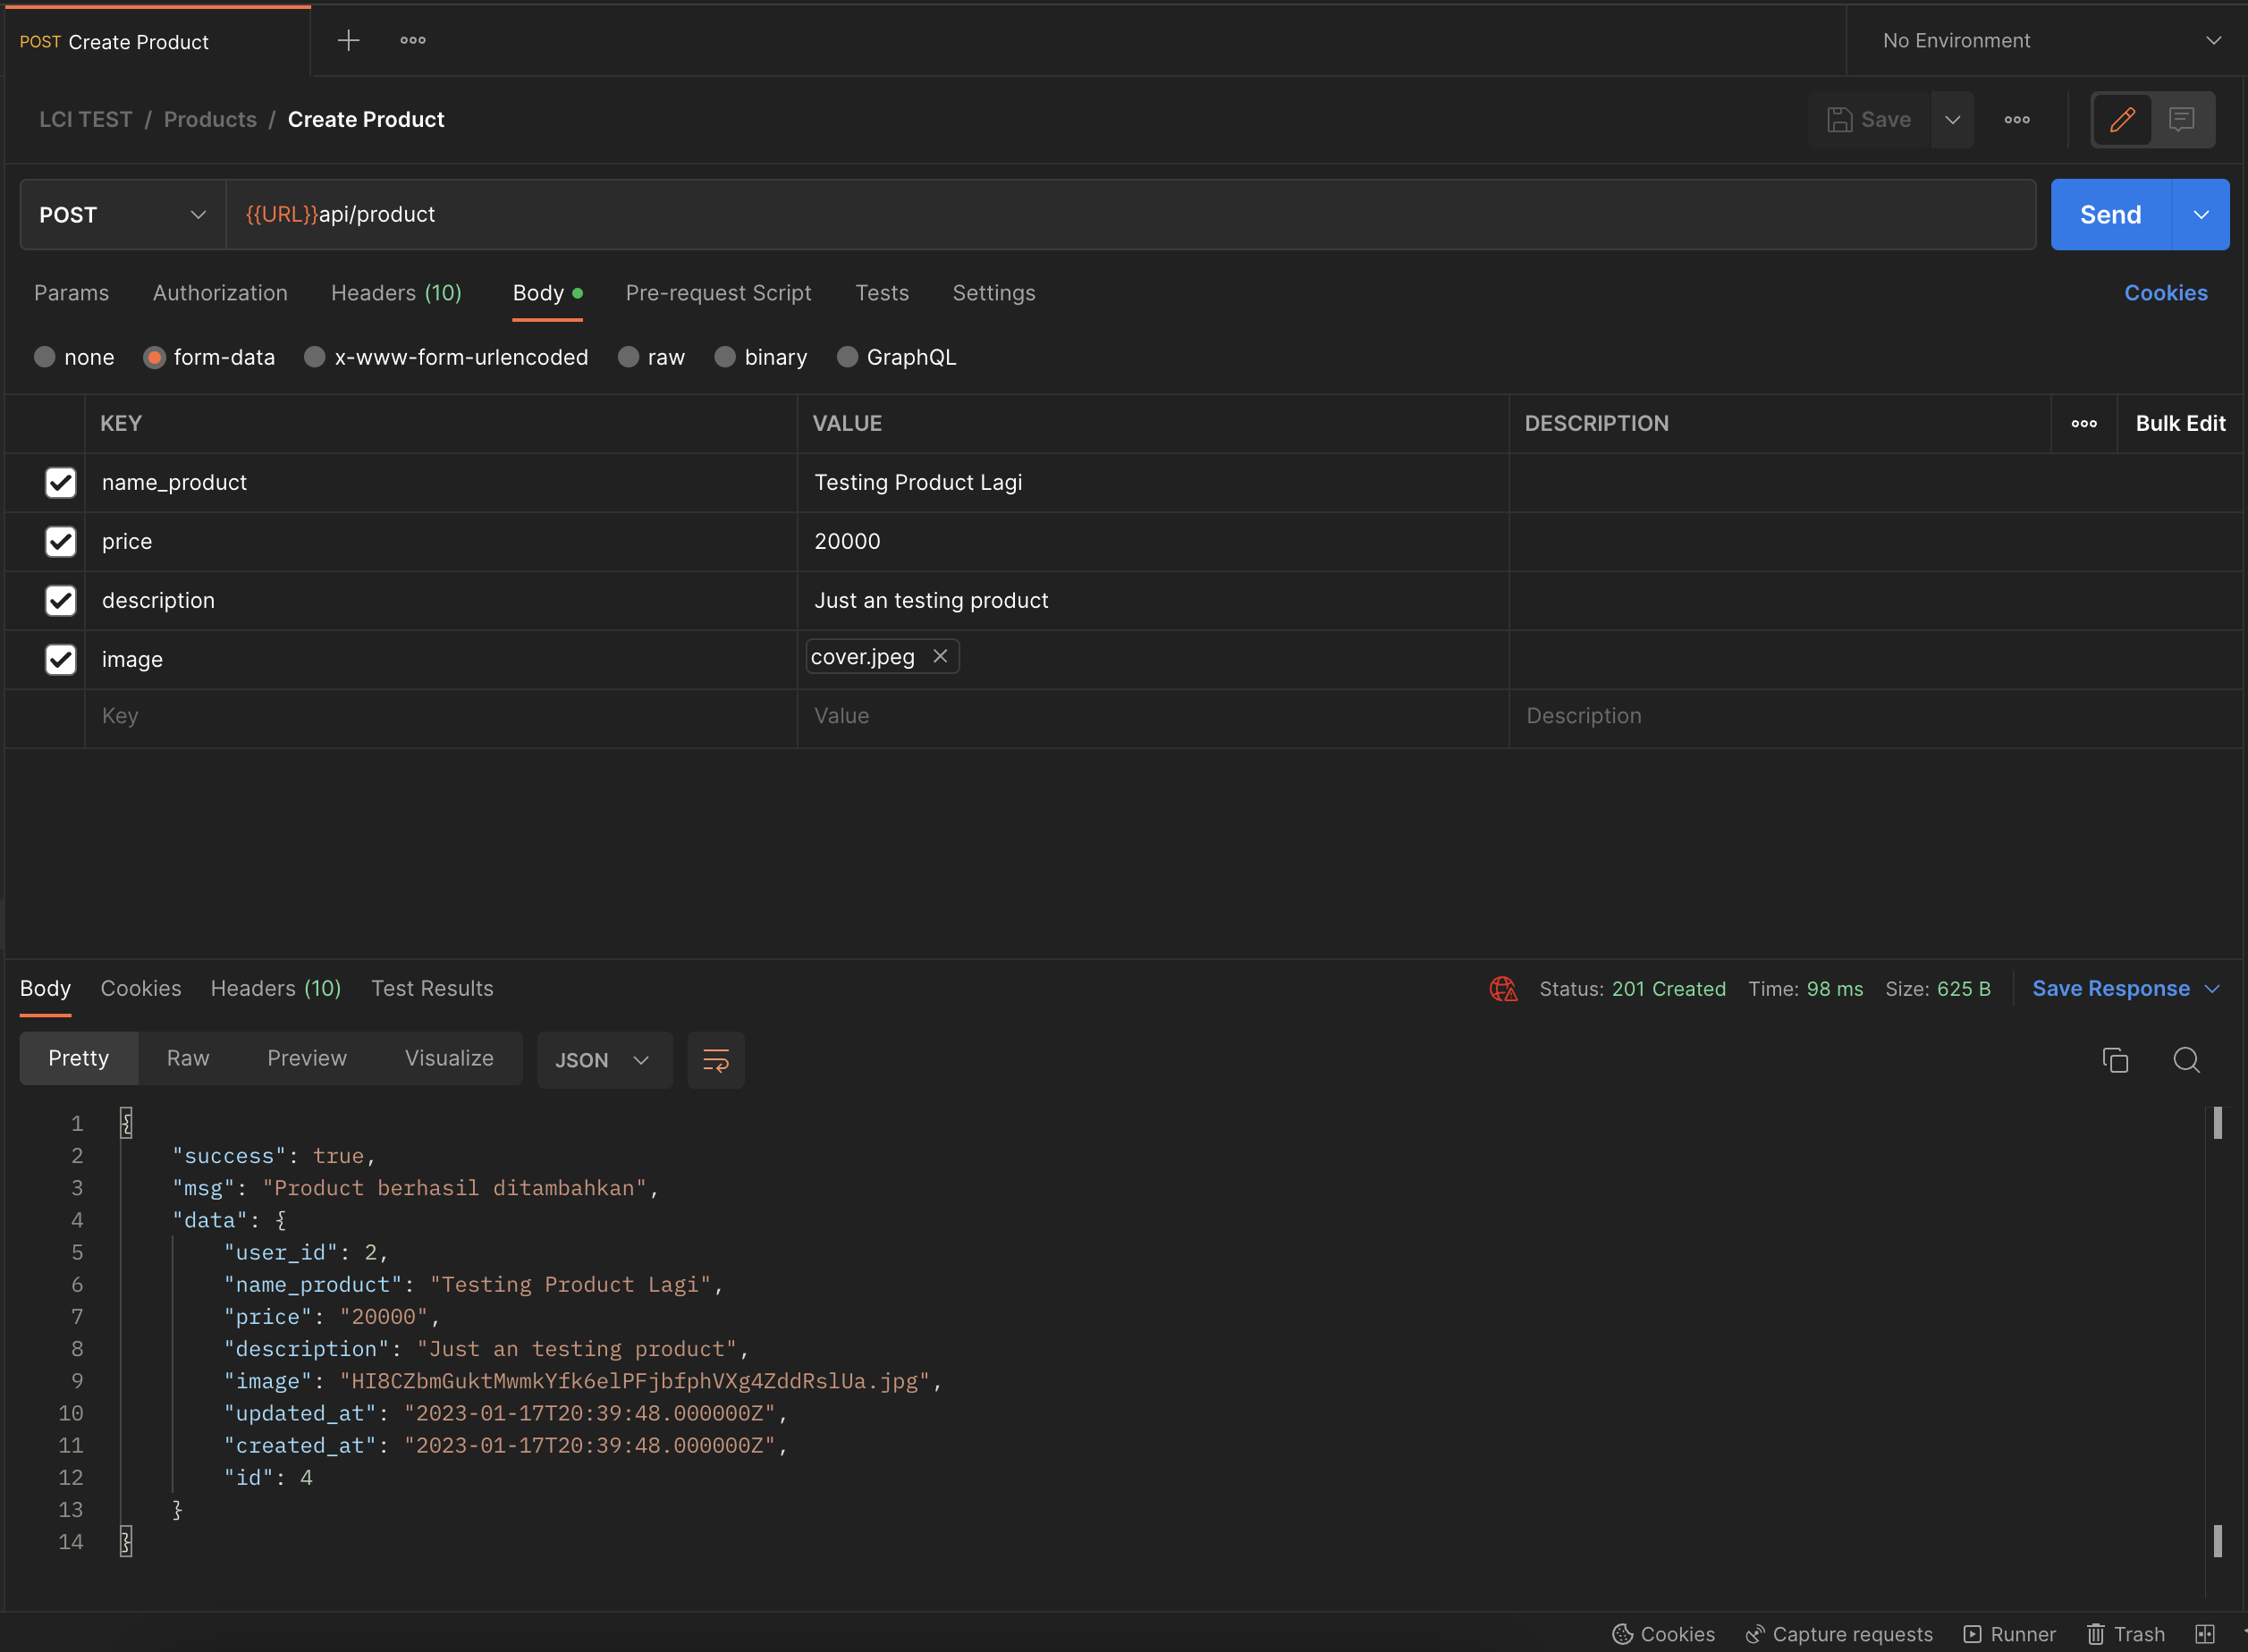 POST Create Product
No Environment
LCI TEST / Products / Create Product
Save
POST
{{URL}}api/product
Send
Params Authorization Headers (10) Body Pre-request Script Tests Settings Cookies
none form-data x-www-form-urlencoded raw binary GraphQL
KEY VALUE DESCRIPTION Bulk Edit
name_product Testing Product Lagi
price 20000
description Just an testing product
image cover.jpeg
Key Value Description
Body Cookies Headers (10) Test Results Status: 201 Created Time: 98 ms Size: 625 B Save Response
Pretty Raw Preview Visualize JSON
1 {
2 "success": true,
3 "msg": "Product berhasil ditambahkan",
4 "data": {
5 "user_id": 2,
6 "name_product": "Testing Product Lagi",
7 "price": "20000",
8 "description": "Just an testing product",
9 "image": "HI8CZbmGuktMwmkYfk6elPFjbfphVXg4ZddRslUa.jpg",
10 "updated_at": "2023-01-17T20:39:48.000000Z",
11 "created_at": "2023-01-17T20:39:48.000000Z",
12 "id": 4
13 }
14 }
Cookies Capture requests Runner Trash